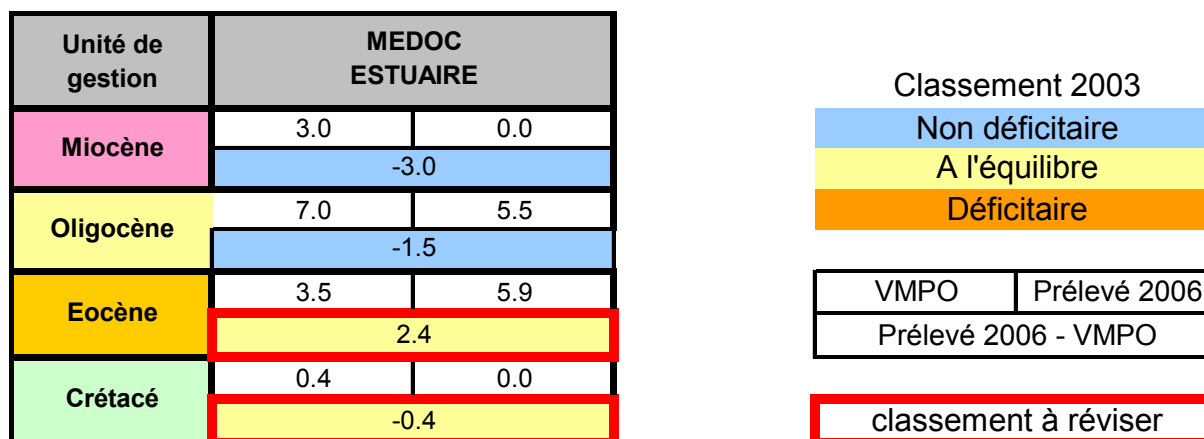 Unité de gestion MEDOC ESTUAIRE
Miocène 3.0 0.0
-3.0
Oligocène 7.0 5.5
-1.5
Eocène 3.5 5.9
2.4
Crétacé 0.4 0.0
-0.4
Classement 2003
Non déficitaire
A l'équilibre
Déficitaire
VMPO Prélevé 2006
Prélevé 2006 - VMPO
classement à réviser